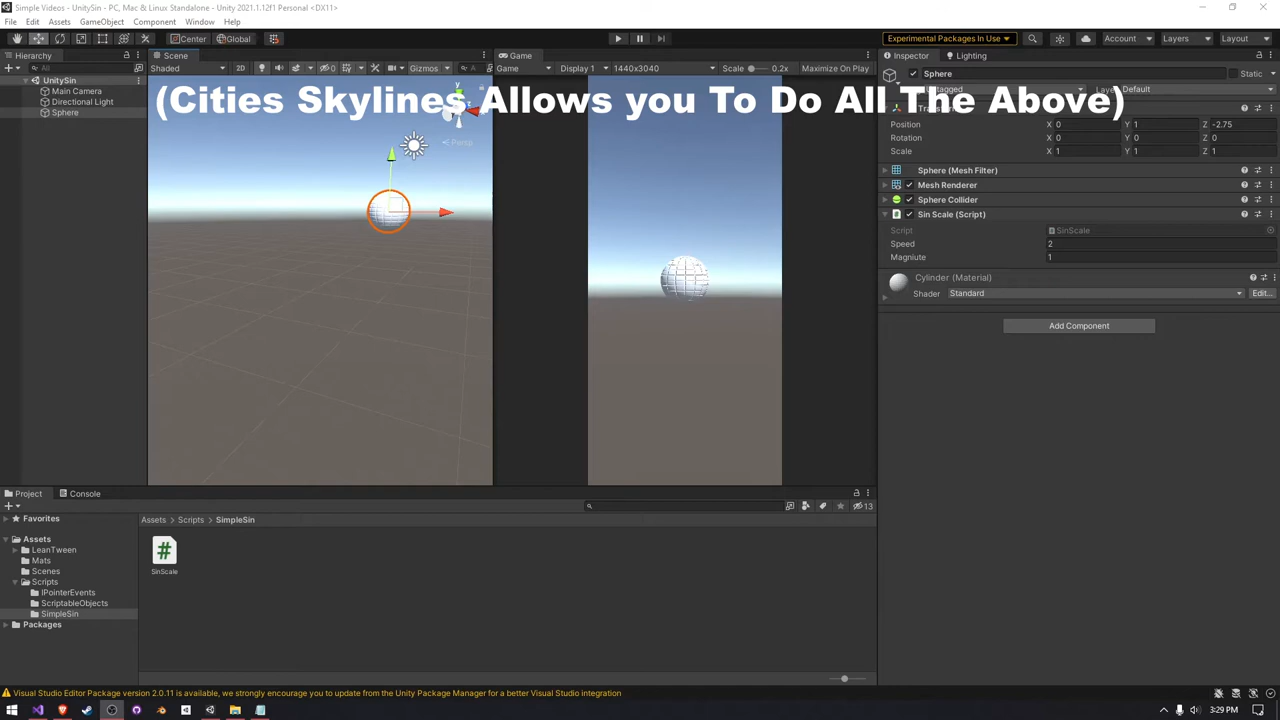 Simple Videos - UnitySin - PC, Mac & Linux Standalone - Unity 2021.1.12f1 Personal <DX11>
File Edit Assets GameObject Component Window Help
Center Global
Experimental Packages In Use Account Layers Layout
Hierarchy
All
UnitySin
Main Camera
Directional Light
Sphere
Scene
Shaded 2D 0 Gizmos All
y
Persp
Game
Game Display 1 1440x3040 Scale 0.2x Maximize On Play
(Cities Skylines Allows you To Do All The Above)
Inspector Lighting
Sphere Static
Untagged Default
Position X 0 Y 1 Z -2.75
Rotation X 0 Y 0 Z 0
Scale X 1 Y 1 Z 1
Sphere (Mesh Filter)
Mesh Renderer
Sphere Collider
Sin Scale (Script)
Script SinScale
Speed 2
Magniute 1
Cylinder (Material)
Shader Standard Edit...
Add Component
Project Console
13
Favorites
Assets
LeanTween
Mats
Scenes
Scripts
IPointerEvents
ScriptableObjects
SimpleSin
Packages
Assets Scripts SimpleSin
#
SinScale
Visual Studio Editor Package version 2.0.11 is available, we strongly encourage you to update from the Unity Package Manager for a better Visual Studio integration
3:29 PM